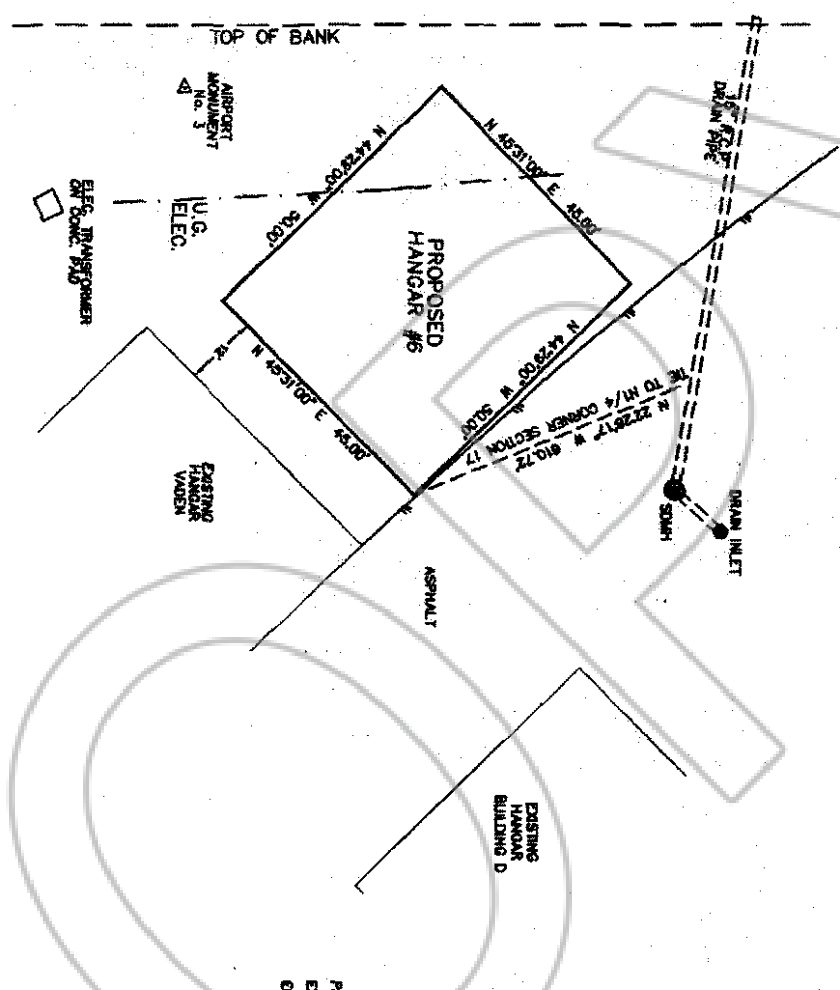 TOP OF BANK
AIRPORT
MONUMENT
No. 3
ELEC. TRANSFORMER
ON CONC. PAD
U.G.
ELEC.
N 44°29'00" W
50.00'
N 45°31'00" E 45.00'
DRAIN PIPE
PROPOSED
HANGAR #6
N 45°31'00" E 45.00'
12'
N 44°29'00" W
50.00'
TIE TO N1/4 CORNER SECTION 17
N 22°26'17" W 610.72'
SDMH
DRAIN INLET
EXISTING
HANGAR
VADEN
ASPHALT
EXISTING
HANGAR
BUILDING D